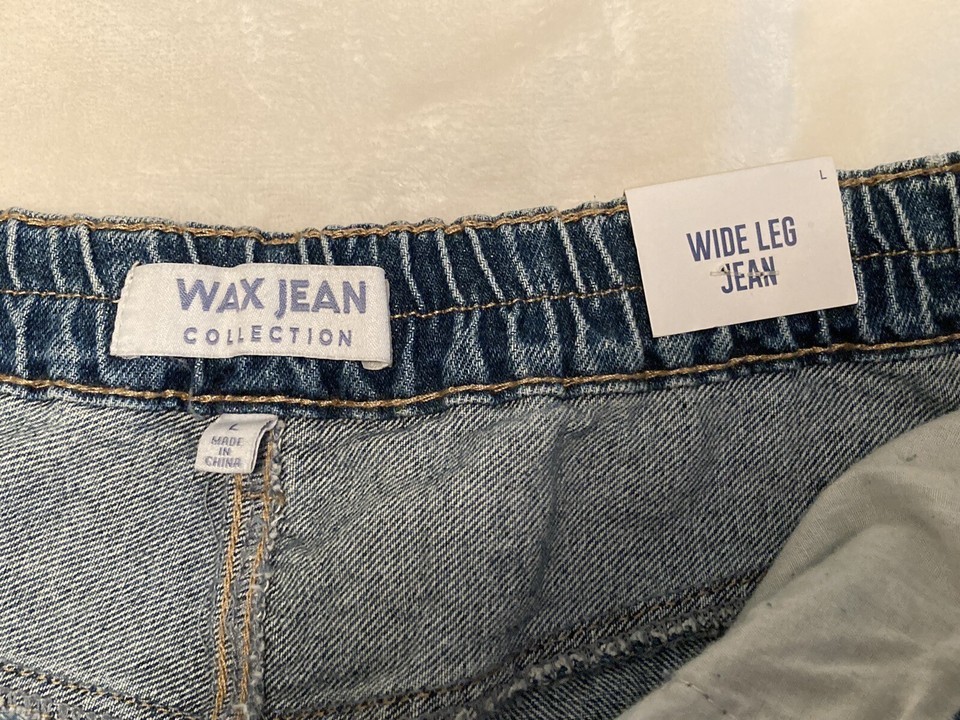 WAX JEAN
COLLECTION
L
WIDE LEG
JEAN
L
MADE
IN
CHINA